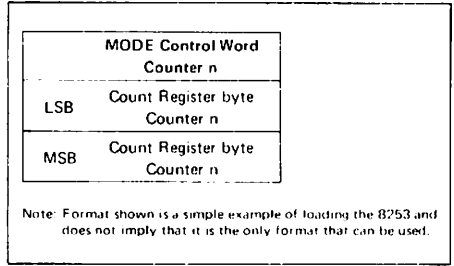 MODE Control Word
Counter n
LSB Count Register byte
Counter n
MSB Count Register byte
Counter n
Note: Format shown is a simple example of loading the 8253 and
does not imply that it is the only format that can be used.